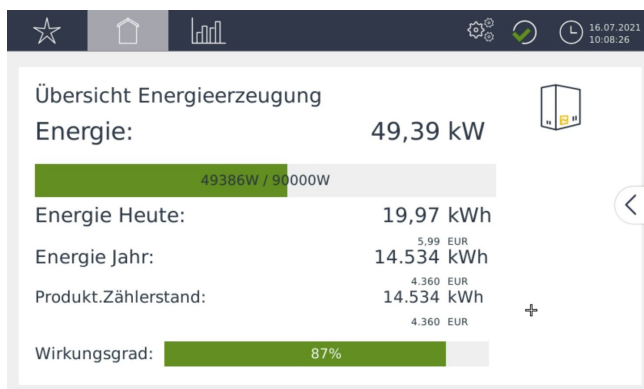 16.07.2021
10:08:26
Übersicht Energieerzeugung
Energie: 49,39 kW
49386W / 90000W
Energie Heute: 19,97 kWh
5,99 EUR
Energie Jahr: 14.534 kWh
4.360 EUR
Produkt.Zählerstand: 14.534 kWh
4.360 EUR
Wirkungsgrad: 87%